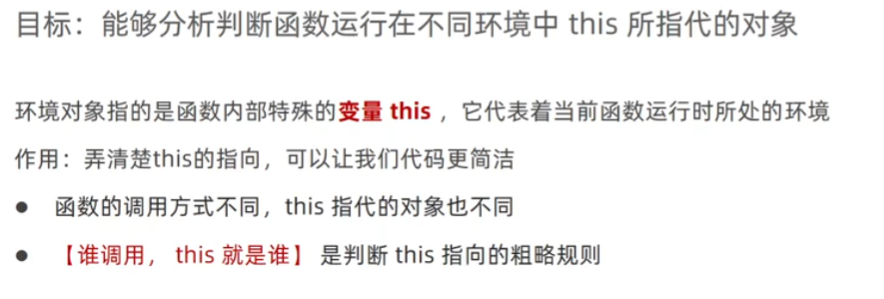 目标：能够分析判断函数运行在不同环境中 this 所指代的对象
环境对象指的是函数内部特殊的变量 this ，它代表着当前函数运行时所处的环境
作用：弄清楚this的指向，可以让我们代码更简洁
● 函数的调用方式不同，this 指代的对象也不同
● 【谁调用， this 就是谁】 是判断 this 指向的粗略规则